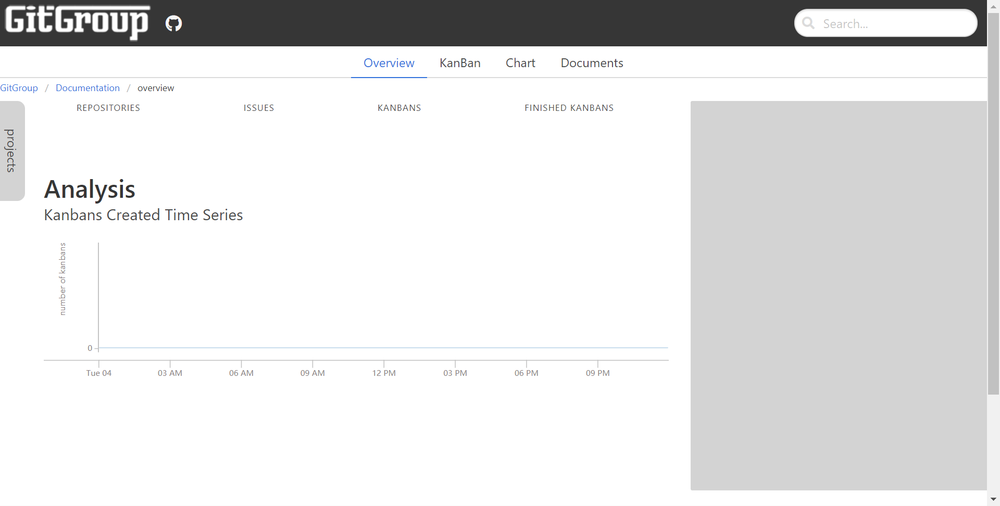 GitGroup
Search...
Overview KanBan Chart Documents
GitGroup / Documentation / overview
projects
REPOSITORIES ISSUES KANBANS FINISHED KANBANS
Analysis
Kanbans Created Time Series
number of kanbans
0
Tue 04 03 AM 06 AM 09 AM 12 PM 03 PM 06 PM 09 PM